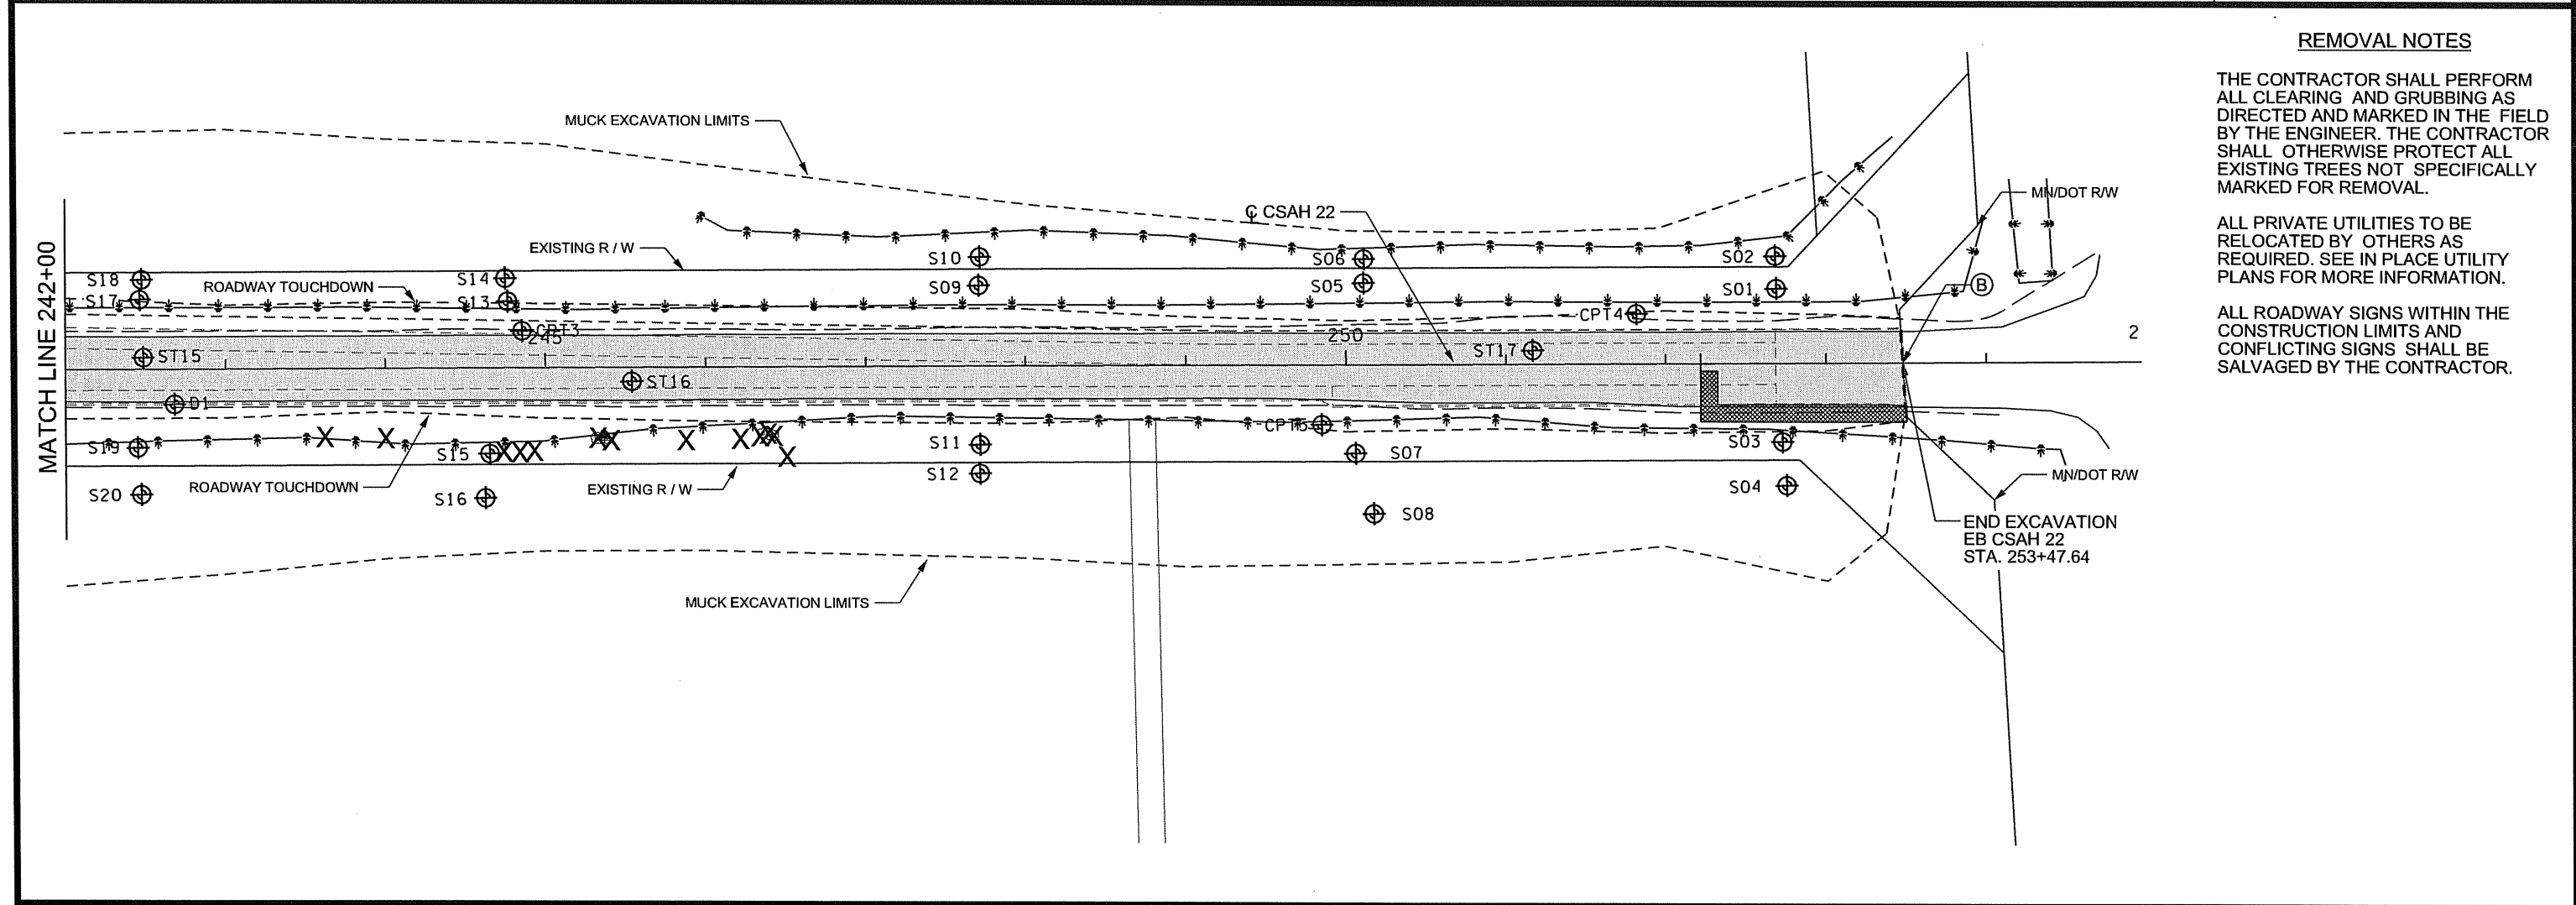 REMOVAL NOTES
THE CONTRACTOR SHALL PERFORM
ALL CLEARING AND GRUBBING AS
DIRECTED AND MARKED IN THE FIELD
BY THE ENGINEER. THE CONTRACTOR
SHALL OTHERWISE PROTECT ALL
EXISTING TREES NOT SPECIFICALLY
MARKED FOR REMOVAL.
ALL PRIVATE UTILITIES TO BE
RELOCATED BY OTHERS AS
REQUIRED. SEE IN PLACE UTILITY
PLANS FOR MORE INFORMATION.
ALL ROADWAY SIGNS WITHIN THE
CONSTRUCTION LIMITS AND
CONFLICTING SIGNS SHALL BE
SALVAGED BY THE CONTRACTOR.
MUCK EXCAVATION LIMITS
MN/DOT R/W
℄ CSAH 22
EXISTING R / W
S10
S06
S02
S18
S14
ROADWAY TOUCHDOWN
S09
S05
S01
B
S17
S13
CPT4
CPT3
245
250
2
ST15
ST17
ST16
D1
MATCH LINE 242+00
CPT5
S19
S15
S11
S07
S03
S12
MN/DOT R/W
S20
ROADWAY TOUCHDOWN
S16
EXISTING R / W
S04
S08
END EXCAVATION
EB CSAH 22
STA. 253+47.64
MUCK EXCAVATION LIMITS